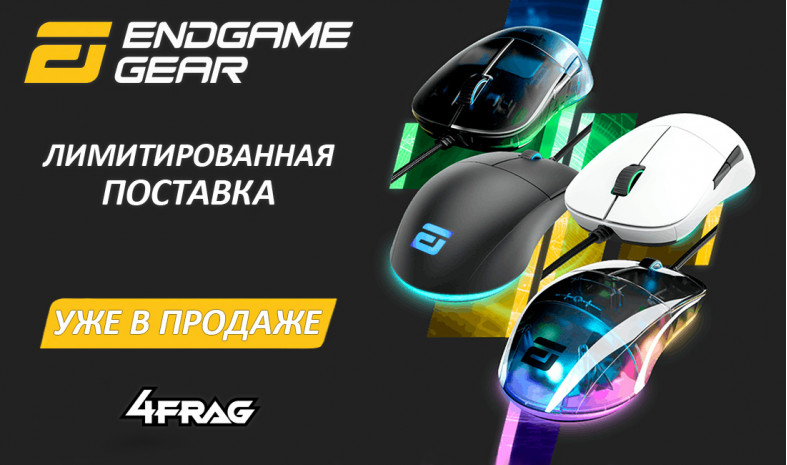 ENDGAME
GEAR
ЛИМИТИРОВАННАЯ
ПОСТАВКА
УЖЕ В ПРОДАЖЕ
4FRAG